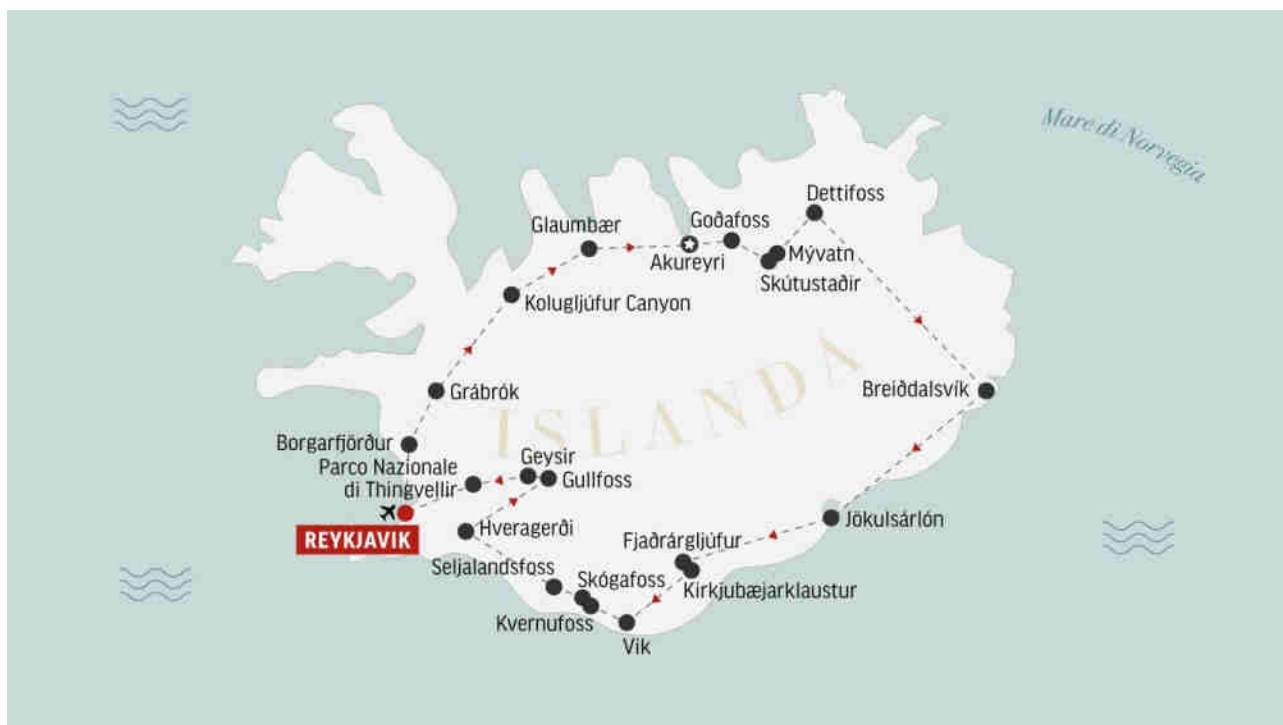 Mare di Norvegia
Dettifoss
Glaumbær
Goðafoss
Akureyri
Mývatn
Skútustaðir
Kolugljúfur Canyon
ISLANDA
Grábrók
Breiðdalsvík
Borgarfjörður
Parco Nazionale
di Thingvellir
Geysir
Gullfoss
REYKJAVIK
Hveragerði
Jökulsárlón
Fjaðrárgljúfur
Seljalandsfoss
Skógafoss
Kirkjubæjarklaustur
Kvernufoss
Vik